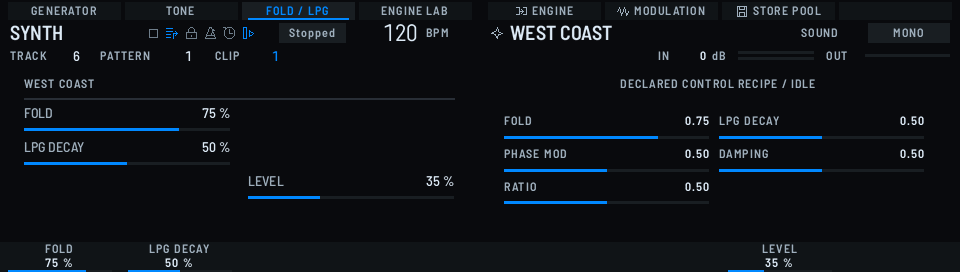 GENERATOR TONE FOLD / LPG ENGINE LAB ENGINE MODULATION STORE POOL
SYNTH Stopped 120 BPM WEST COAST SOUND MONO
TRACK 6 PATTERN 1 CLIP 1 IN 0 dB OUT
WEST COAST
DECLARED CONTROL RECIPE / IDLE
FOLD 75 %
LPG DECAY 50 %
LEVEL 35 %
FOLD 0.75 LPG DECAY 0.50
PHASE MOD 0.50 DAMPING 0.50
RATIO 0.50
FOLD LPG DECAY LEVEL
75 % 50 % 35 %